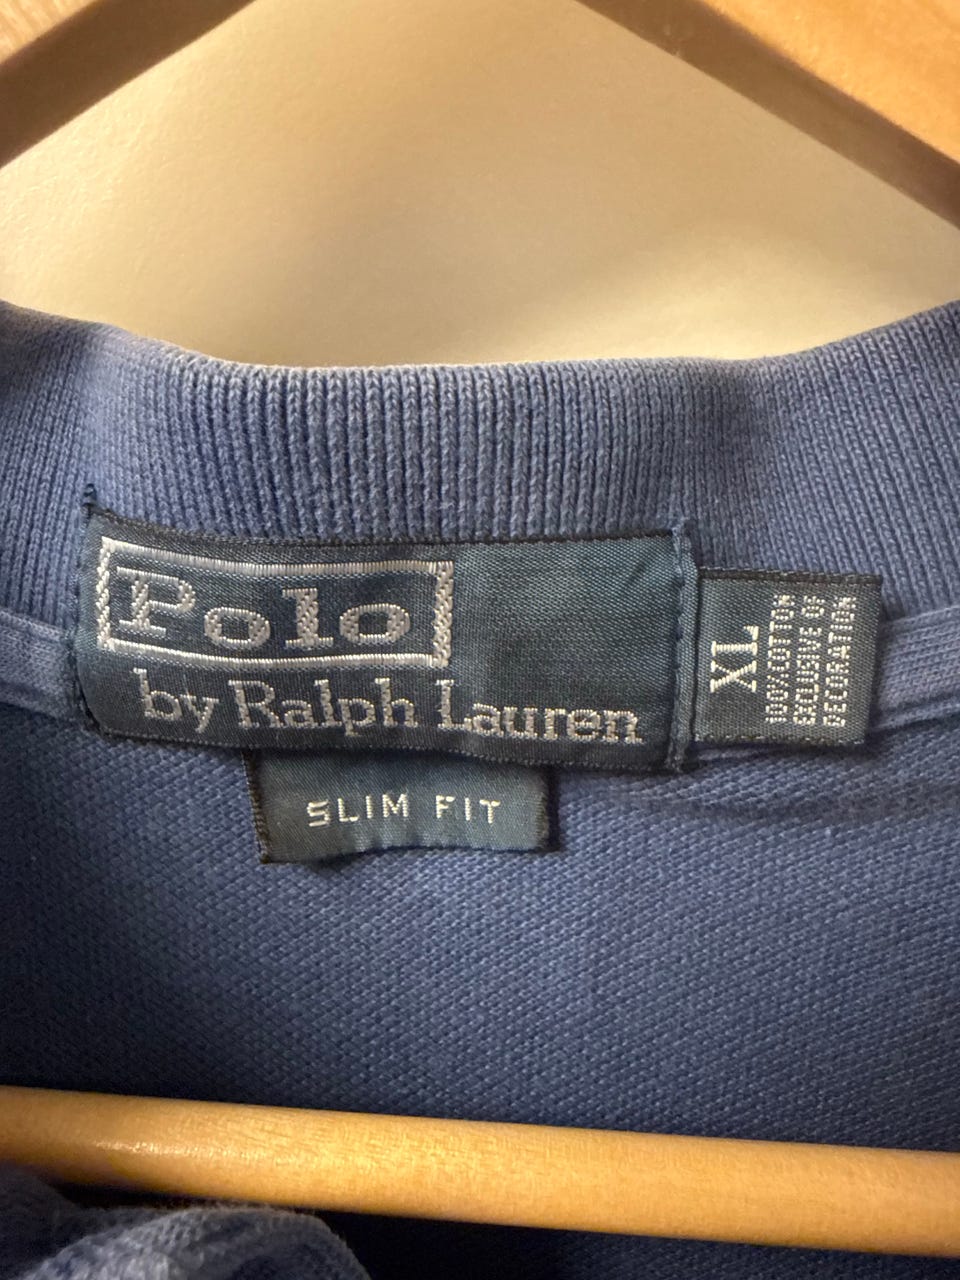 Polo
by Ralph Lauren
SLIM FIT
XL
100% COTTON
EXCLUSIVE OF
DECORATION